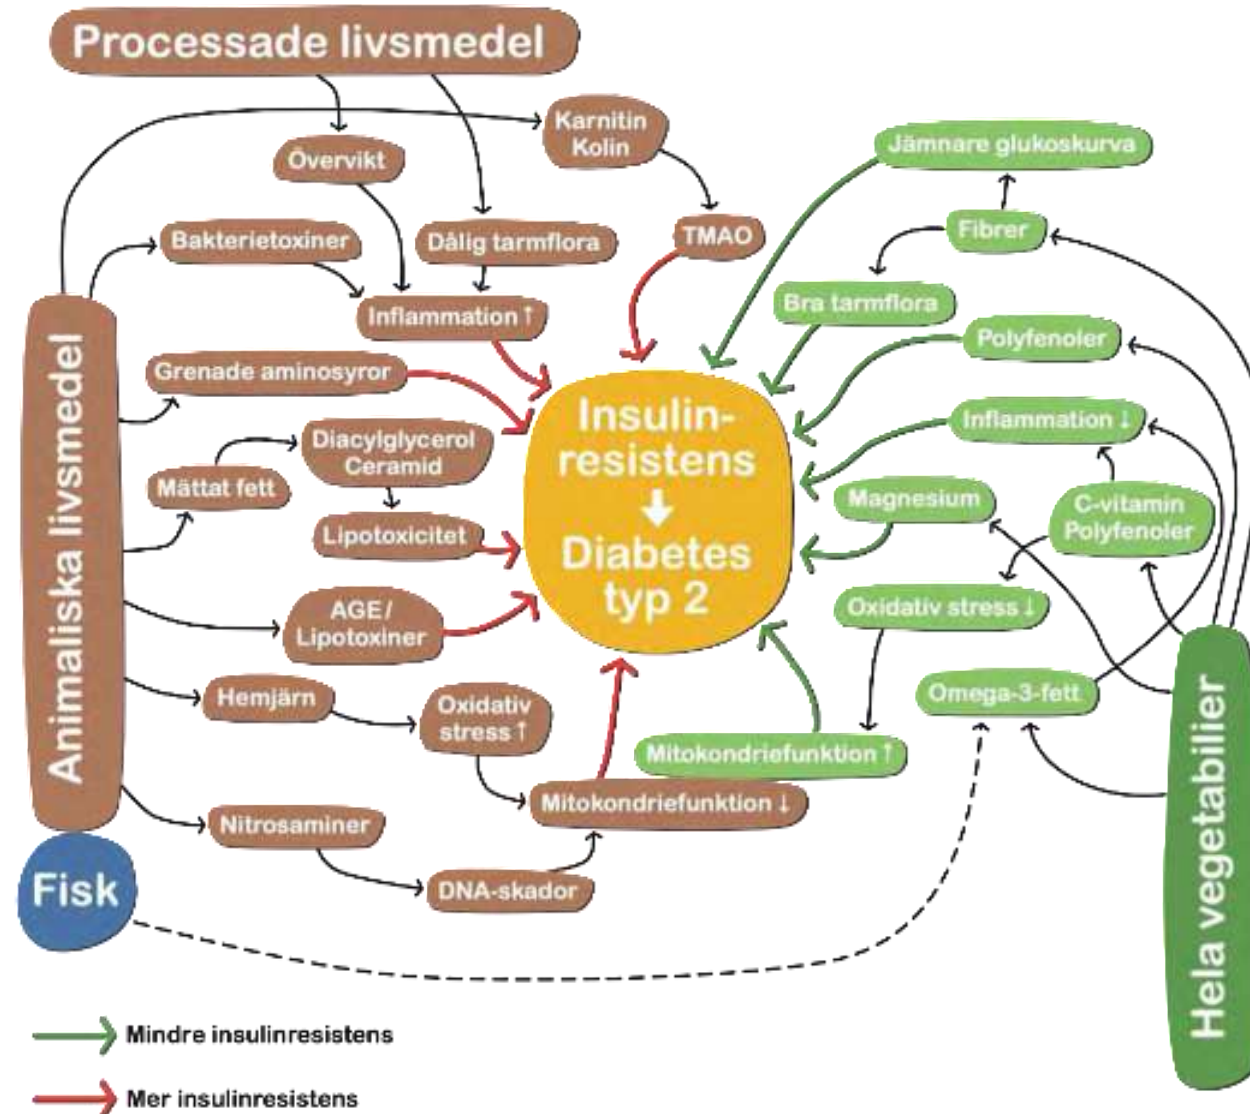 Processade livsmedel
Karnitin
Kolin
Övervikt
Jämnare glukoskurva
Bakterietoxiner
Dålig tarmflora
TMAO
Fibrer
Inflammation ↑
Bra tarmflora
Polyfenoler
Grenade aminosyror
Inflammation ↓
Insulin-
resistens
Diabetes
typ 2
Diacylglycerol
Ceramid
Mättat fett
Magnesium
C-vitamin
Polyfenoler
Lipotoxicitet
AGE/
Lipotoxiner
Oxidativ stress ↓
Animaliska livsmedel
Hemjärn
Oxidativ
stress ↑
Omega-3-fett
Mitokondriefunktion ↑
Mitokondriefunktion ↓
Nitrosaminer
DNA-skador
Fisk
Hela vegetabilier
Mindre insulinresistens
Mer insulinresistens